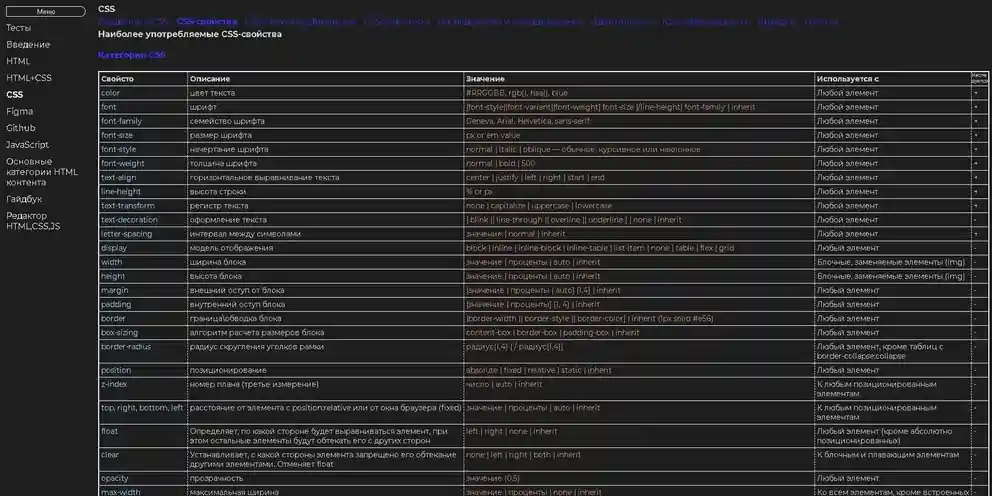 Меню
Тесты
Введение
HTML
HTML+CSS
CSS
Figma
Github
JavaScript
Основные
категории HTML
контента
Гайдбук
Редактор
HTML,CSS,JS
CSS
CSS-свойства
Наиболее употребляемые CSS-свойства
Категории CSS
Свойсто Описание Значение Используется с
color цвет текста #RRGGBB, rgb(), hsa(), blue Любой элемент +
font шрифт [font-style||font-variant||font-weight] font-size [/line-height] font-family | inherit Любой элемент +
font-family семейство шрифта Geneva, Arial, Helvetica, sans-serif Любой элемент +
font-size размер шрифта px or em value Любой элемент +
font-style начертание шрифта normal | italic | oblique — обычное, курсивное или наклонное Любой элемент +
font-weight толщина шрифта normal | bold | 500 Любой элемент +
text-align горизонтальное выравнивание текста center | justify | left | right | start | end Любой элемент +
line-height высота строки % or px Любой элемент +
text-transform регистр текста none | capitalize | uppercase | lowercase Любой элемент +
text-decoration оформление текста [ blink || line-through || overline || underline ] | none | inherit Любой элемент -
letter-spacing интервал между символами значение | normal | inherit Любой элемент +
display модель отображения block | inline | inline-block | inline-table | list-item | none | table | flex | grid Любый элемент -
width ширина блока значение | проценты | auto | inherit Блочные, заменяемые элементы (img) -
height высота блока значение | проценты | auto | inherit Блочные, заменяемые элементы (img) -
margin внешний оступ от блока [значение | проценты | auto] {1,4} | inherit Любый элемент -
padding внутренний оступ от блока [значение | проценты] {1, 4} | inherit Любый элемент -
border граница\обводка блока [border-width || border-style || border-color] | inherit (1px solid #e56) Любый элемент -
box-sizing алгоритм расчета размеров блока content-box | border-box | padding-box | inherit Любый элемент -
border-radius радиус скругления уголков рамки радиус{1,4} [ / радиус{1,4}] Любый элемент, кроме таблиц с
border-collapse:collapse -
position позиционирование absolute | fixed | relative | static | inherit Любый элемент -
z-index номер плана (третье измерение) число | auto | inherit К любым позиционированным
элементам -
top, right, bottom, left расстояние от элемента с position:relative или от окна браузера (fixed) значение | проценты | auto | inherit К любым позиционированным
элементам -
float Определяет, по какой стороне будет выравниваться элемент, при
этом остальные элементы будут обтекать его с других сторон left | right | none | inherit Любый элемент (кроме абсолютно
позиционированных) -
clear Устанавливает, с какой стороны элемента запрещено его обтекание
другими элементами. Отменяет float none | left | right | both | inherit К блочным и плавающим элементам -
opacity прозрачность значение (0.5) Любый элемент -
max-width максимальная ширина значение | проценты | none | inherit Ко всем элементам, кроме встроенных